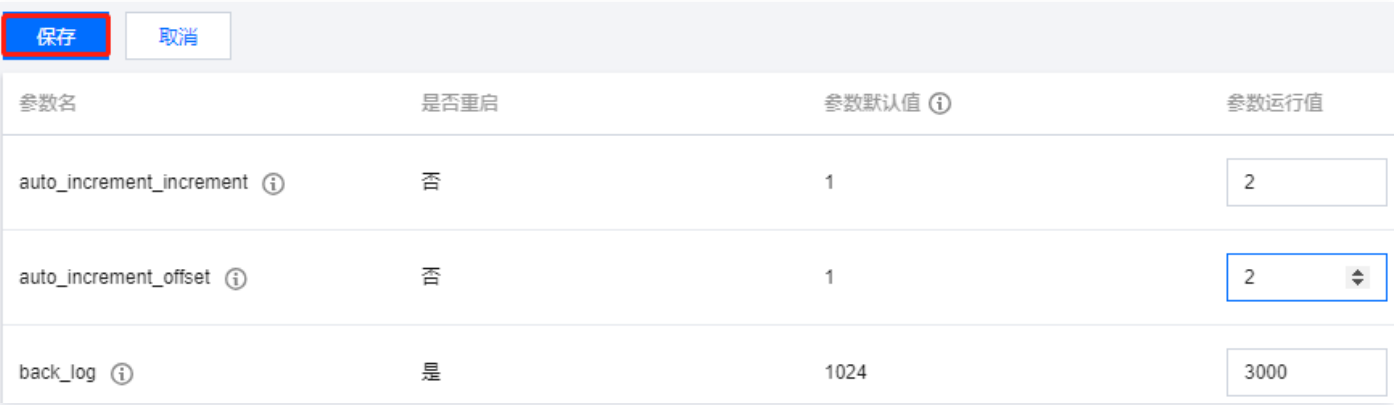 保存 取消
参数名 是否重启 参数默认值 参数运行值
auto_increment_increment 否 1 2
auto_increment_offset 否 1 2
back_log 是 1024 3000